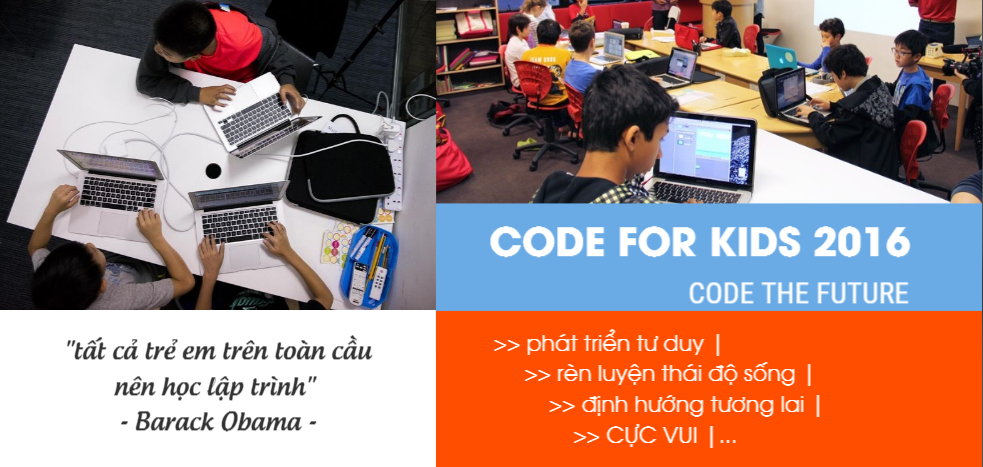 CODE FOR KIDS 2016
CODE THE FUTURE
"tất cả trẻ em trên toàn cầu
nên học lập trình"
- Barack Obama -
>> phát triển tư duy |
>> rèn luyện thái độ sống |
>> định hướng tương lai |
>> CỰC VUI |...